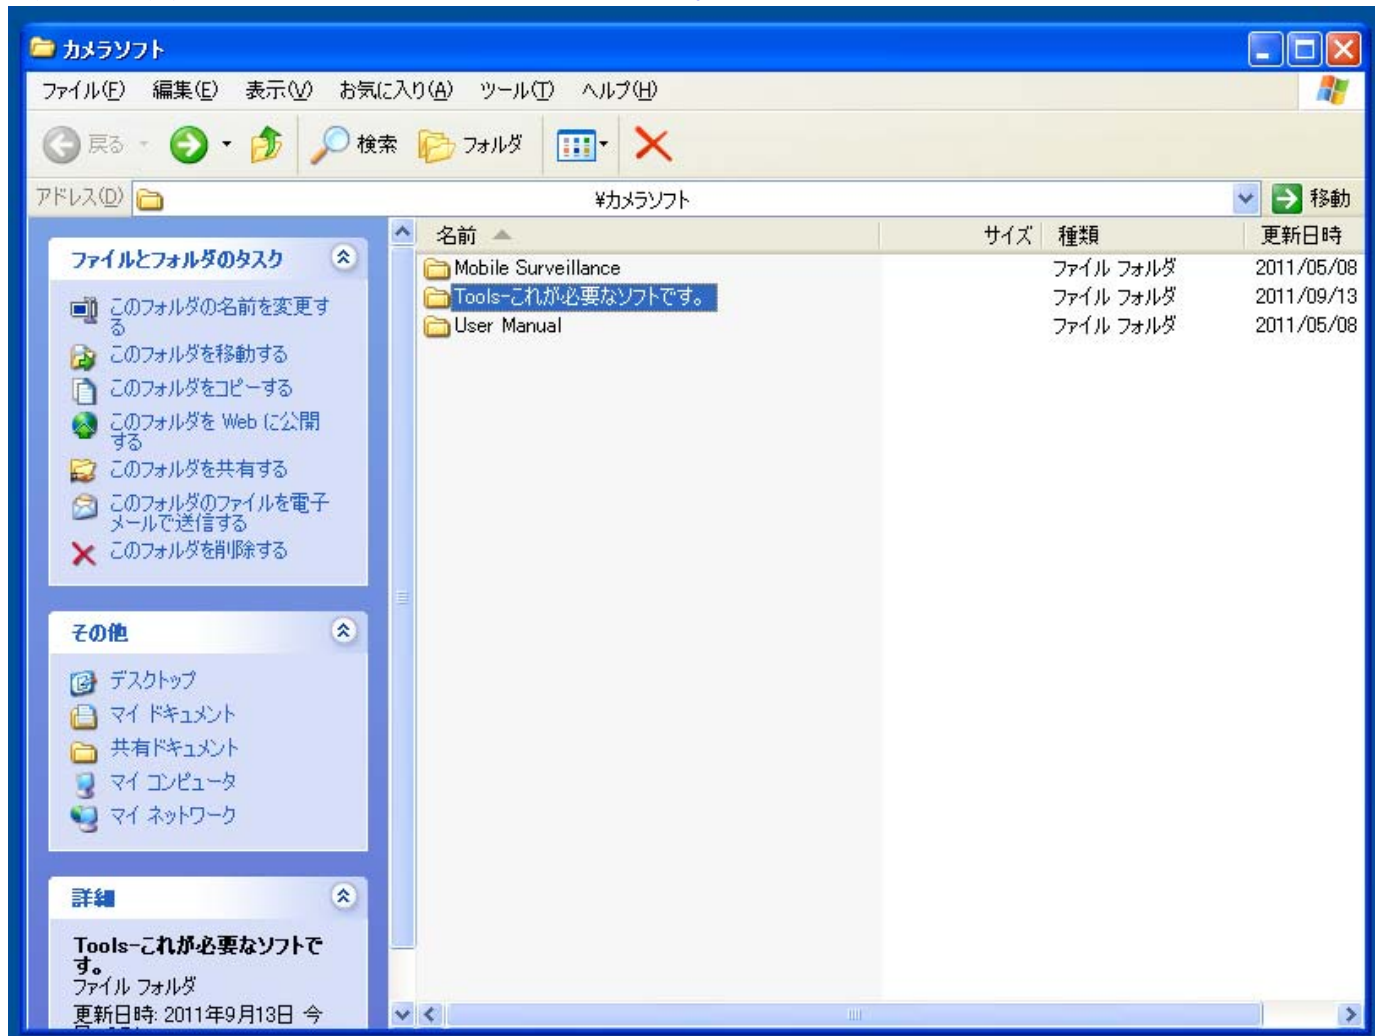 カメラソフト
ファイル(F) 編集(E) 表示(V) お気に入り(A) ツール(T) ヘルプ(H)
戻る 検索 フォルダ
アドレス(D) ¥カメラソフト 移動
ファイルとフォルダのタスク
このフォルダの名前を変更す
る
このフォルダを移動する
このフォルダをコピーする
このフォルダを Web に公開
する
このフォルダを共有する
このフォルダのファイルを電子
メールで送信する
このフォルダを削除する
その他
デスクトップ
マイ ドキュメント
共有ドキュメント
マイ コンピュータ
マイ ネットワーク
詳細
Tools-これが必要なソフトで
す。
ファイル フォルダ
更新日時: 2011年9月13日 今
名前 サイズ 種類 更新日時
Mobile Surveillance ファイル フォルダ 2011/05/08
Tools-これが必要なソフトです。 ファイル フォルダ 2011/09/13
User Manual ファイル フォルダ 2011/05/08